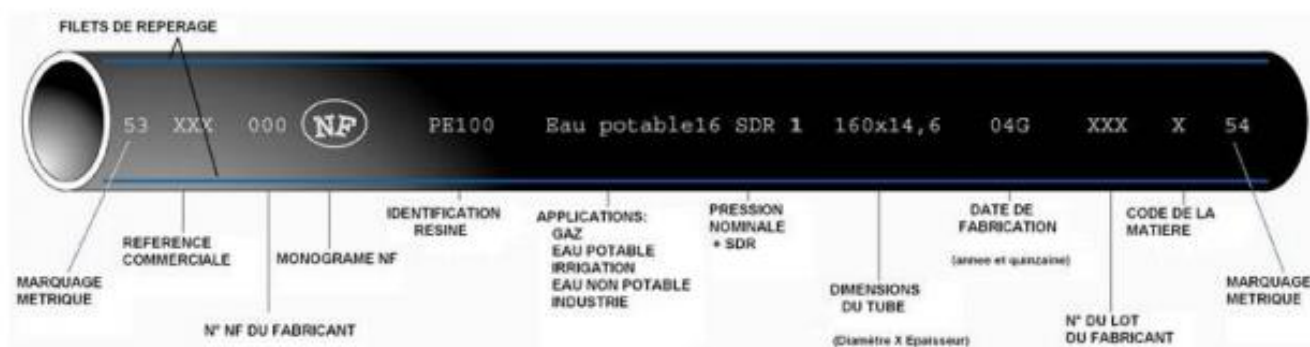 FILETS DE REPERAGE
53 XXX 000 NF PE100 Eau potable16 SDR 1 160x14,6 04G XXX X 54
MARQUAGE
METRIQUE
REFERENCE
COMMERCIALE
N° NF DU FABRICANT
MONOGRAME NF
IDENTIFICATION
RESINE
APPLICATIONS:
GAZ
EAU POTABLE
IRRIGATION
EAU NON POTABLE
INDUSTRIE
PRESSION
NOMINALE
+ SDR
DIMENSIONS
DU TUBE
(Diamètre X Epaisseur)
DATE DE
FABRICATION
(annee et quinzaine)
N° DU LOT
DU FABRICANT
CODE DE LA
MATIERE
MARQUAGE
METRIQUE